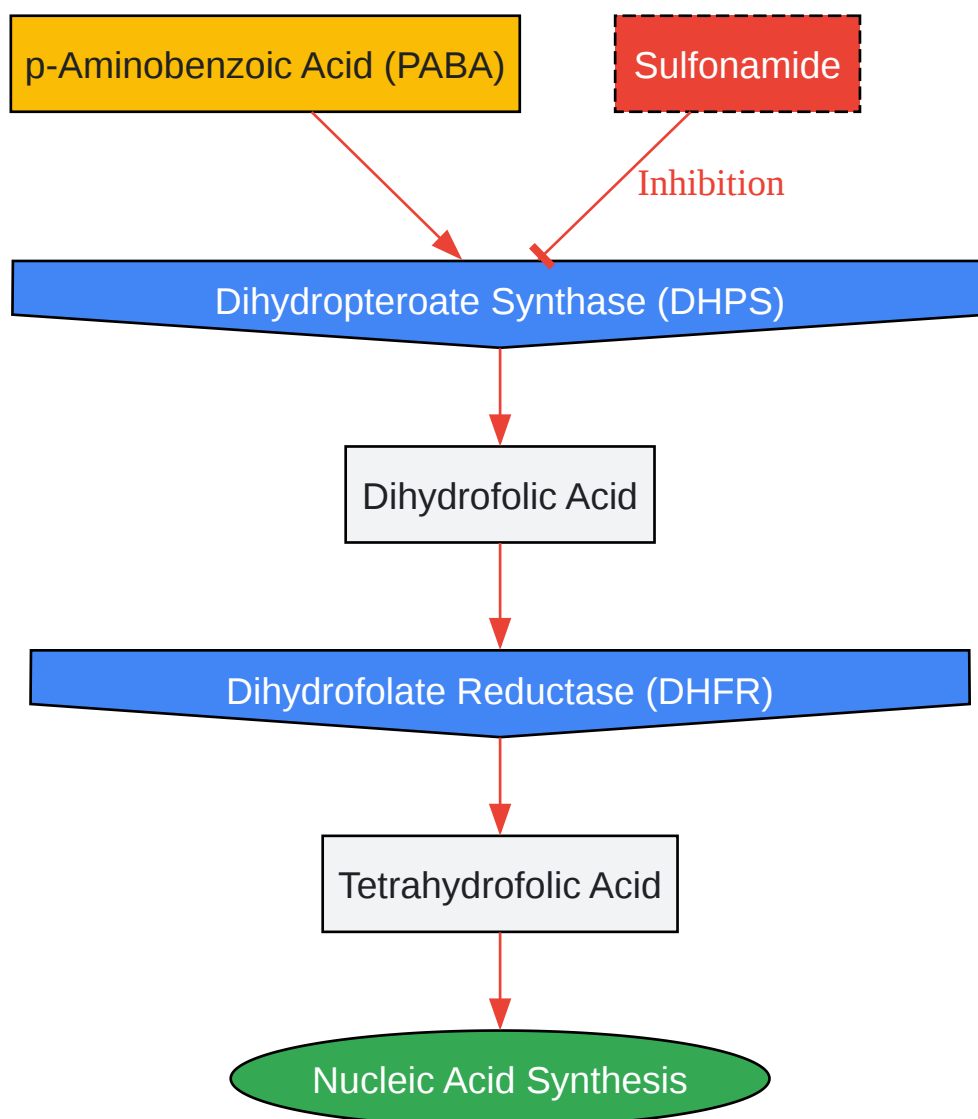 p-Aminobenzoic Acid (PABA)
Sulfonamide
Inhibition
Dihydropteroate Synthase (DHPS)
Dihydrofolic Acid
Dihydrofolate Reductase (DHFR)
Tetrahydrofolic Acid
Nucleic Acid Synthesis